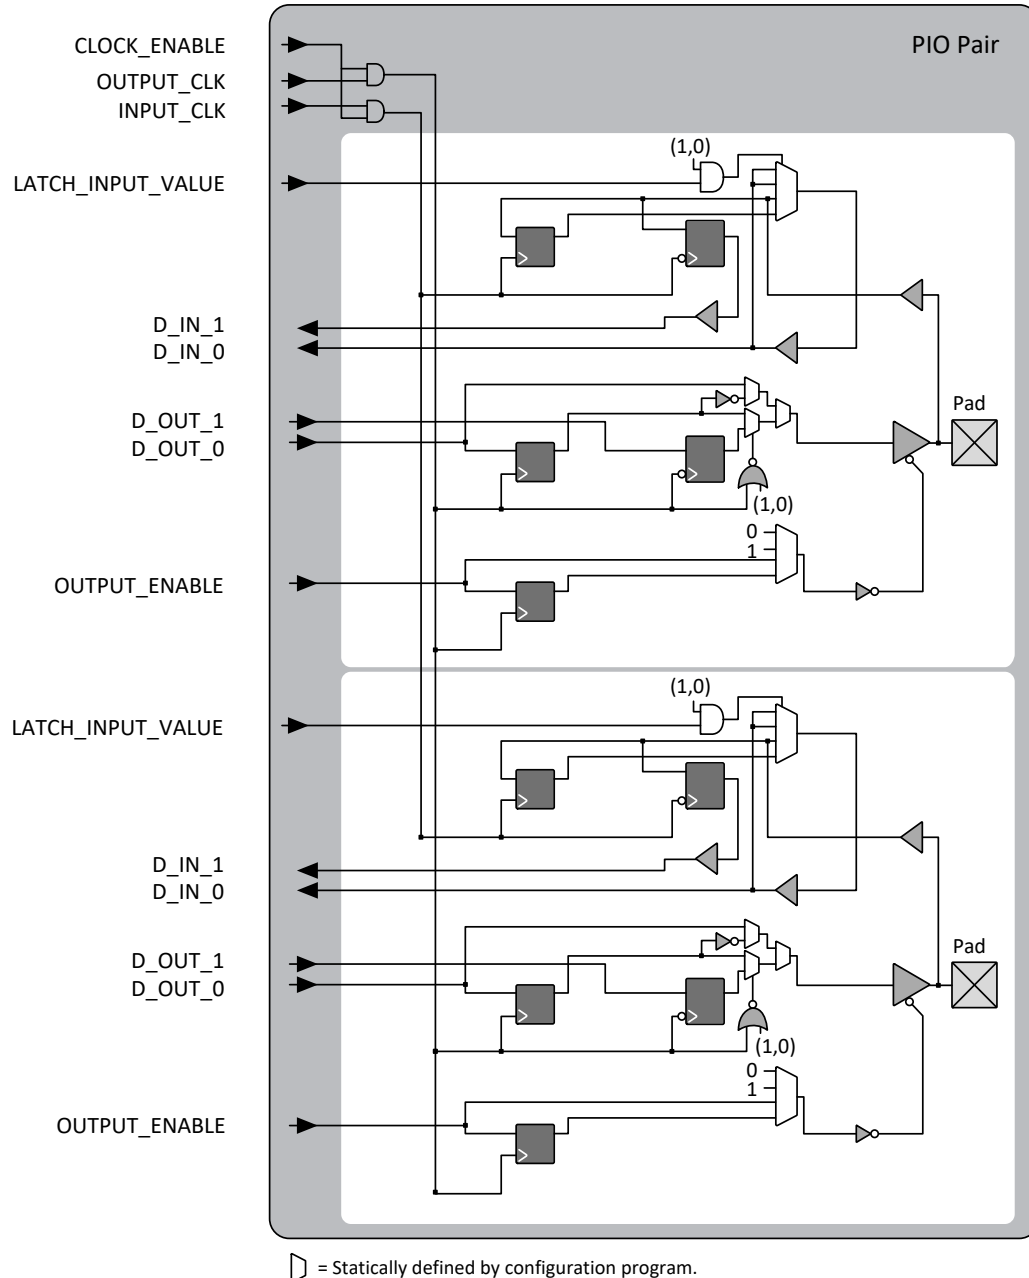 CLOCK_ENABLE
PIO Pair
OUTPUT_CLK
INPUT_CLK
(1,0)
LATCH_INPUT_VALUE
D_IN_1
D_IN_0
Pad
D_OUT_1
D_OUT_0
(1,0)
0
1
OUTPUT_ENABLE
(1,0)
LATCH_INPUT_VALUE
D_IN_1
D_IN_0
Pad
D_OUT_1
D_OUT_0
(1,0)
0
1
OUTPUT_ENABLE
= Statically defined by configuration program.